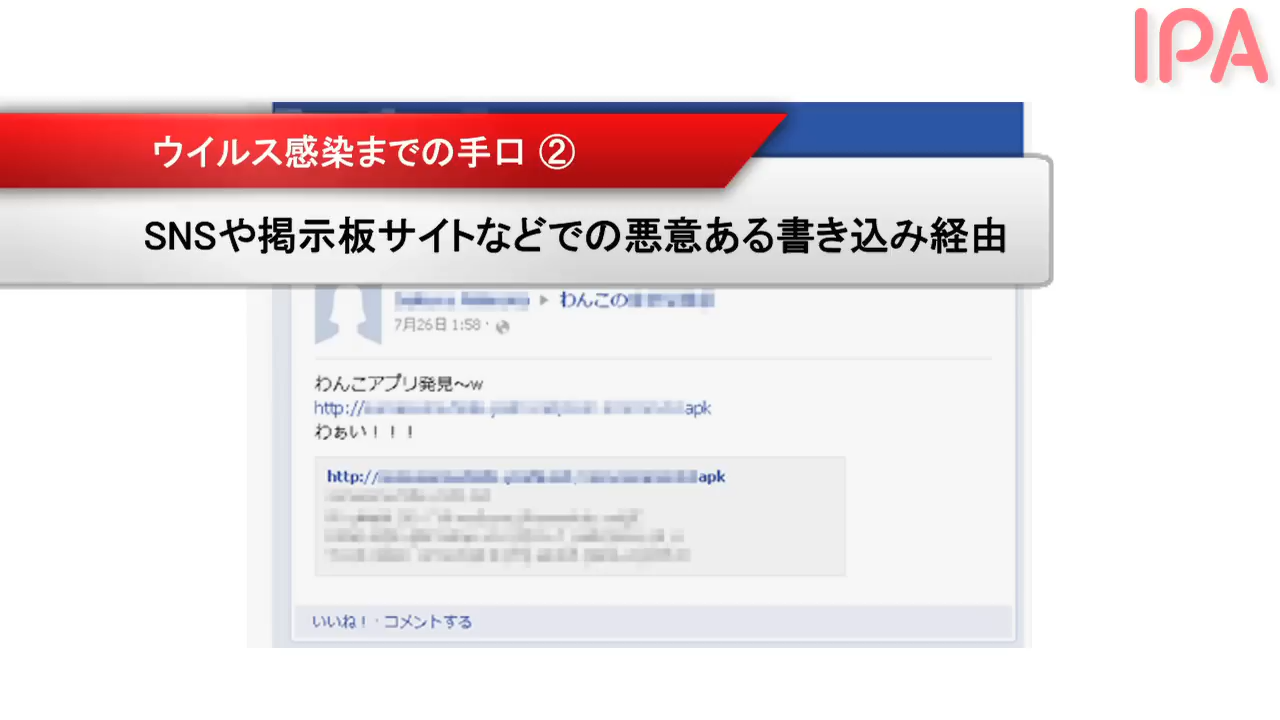 IPA
ウイルス感染までの手口 ②
SNSや掲示板サイトなどでの悪意ある書き込み経由
わんこの
7月26日 1:58 ·
わんこアプリ発見～w
http:// apk
わぁい！！！
http:// apk
いいね！ · コメントする